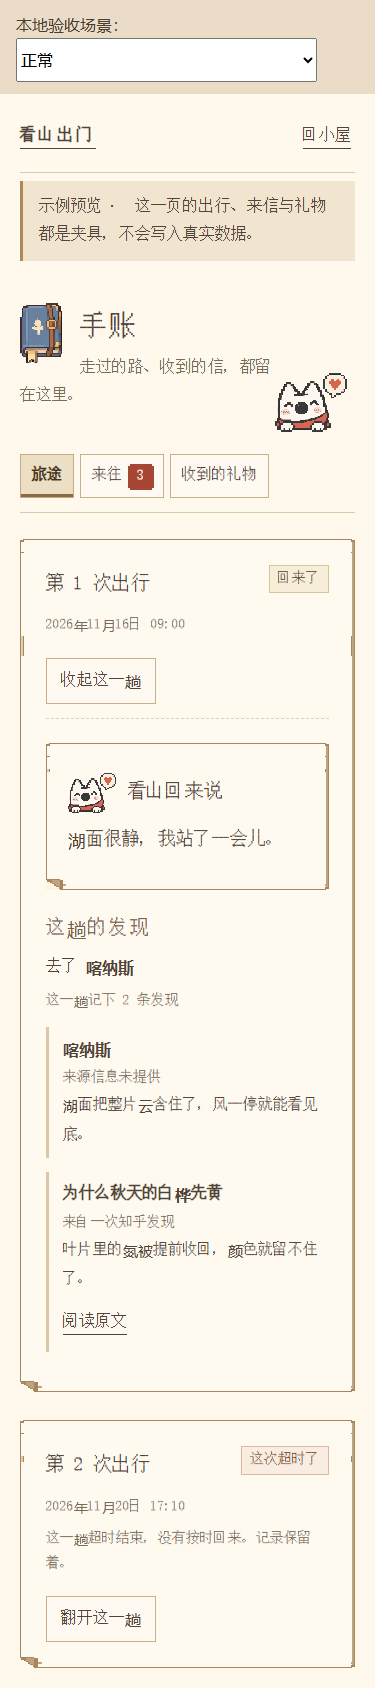 本地验收场景：
正常
看山出门
回小屋
示例预览 · 这一页的出行、来信与礼物
都是夹具，不会写入真实数据。
手账
走过的路、收到的信，都留
在这里。
旅途
来往 3
收到的礼物
第 1 次出行
回来了
2026年11月16日 09:00
收起这一趟
看山回来说
湖面很静，我站了一会儿。
这趟的发现
去了 喀纳斯
这一趟记下 2 条发现
喀纳斯
来源信息未提供
湖面把整片云含住了，风一停就能看见
底。
为什么秋天的白桦先黄
来自一次知乎发现
叶片里的氮被提前收回，颜色就留不住
了。
阅读原文
第 2 次出行
这次超时了
2026年11月20日 17:10
这一趟超时结束，没有按时回来。记录保留
着。
翻开这一趟